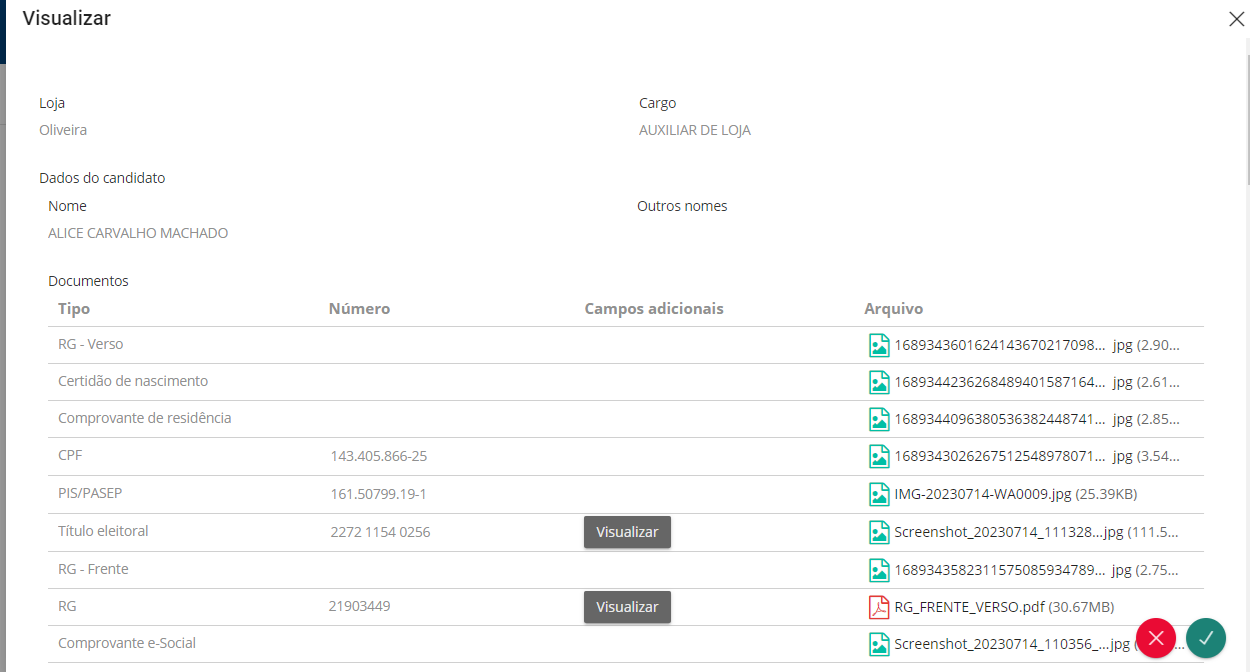 Visualizar
Loja Cargo
Oliveira AUXILIAR DE LOJA
Dados do candidato
Nome Outros nomes
ALICE CARVALHO MACHADO
Documentos
Tipo Número Campos adicionais Arquivo
RG - Verso 1689343601624143670217098... jpg (2.90...
Certidão de nascimento 1689344236268489401587164... jpg (2.61...
Comprovante de residência 1689344096380536382448741... jpg (2.85...
CPF 143.405.866-25 1689343026267512548978071... jpg (3.54...
PIS/PASEP 161.50799.19-1 IMG-20230714-WA0009.jpg (25.39KB)
Título eleitoral 2272 1154 0256 Visualizar Screenshot_20230714_111328...jpg (111.5...
RG - Frente 1689343582311575085934789... jpg (2.75...
RG 21903449 Visualizar RG_FRENTE_VERSO.pdf (30.67MB)
Comprovante e-Social Screenshot_20230714_110356_...jpg (